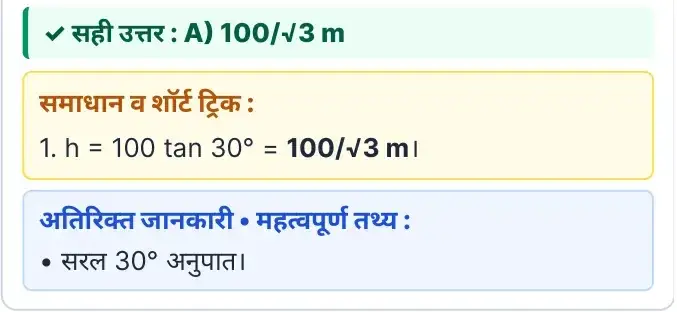 ✓ सही उत्तर : A) 100/√3 m
समाधान व शॉर्ट ट्रिक :
1. h = 100 tan 30° = 100/√3 m।
अतिरिक्त जानकारी • महत्वपूर्ण तथ्य :
• सरल 30° अनुपात।